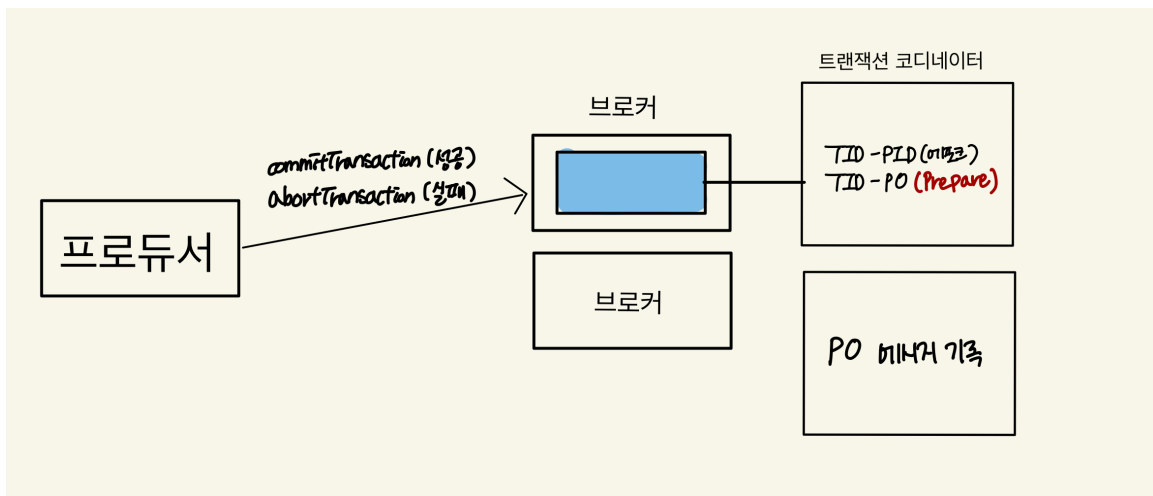 트랜잭션 코디네이터
브로커
commitTransaction (성공)
abortTransaction (실패)
TID - PID (에포크)
TID - PO (Prepare)
프로듀서
브로커
PO 메시지 기록